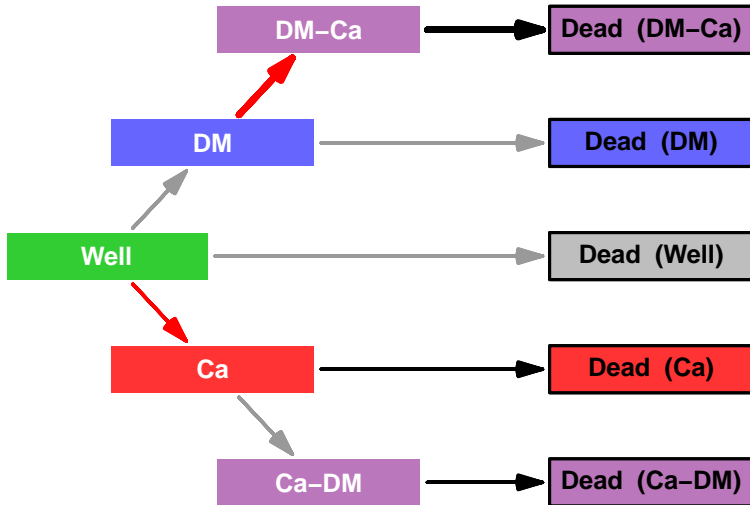 DM−Ca
Dead (DM−Ca)
DM
Dead (DM)
Well
Dead (Well)
Ca
Dead (Ca)
Ca−DM
Dead (Ca−DM)